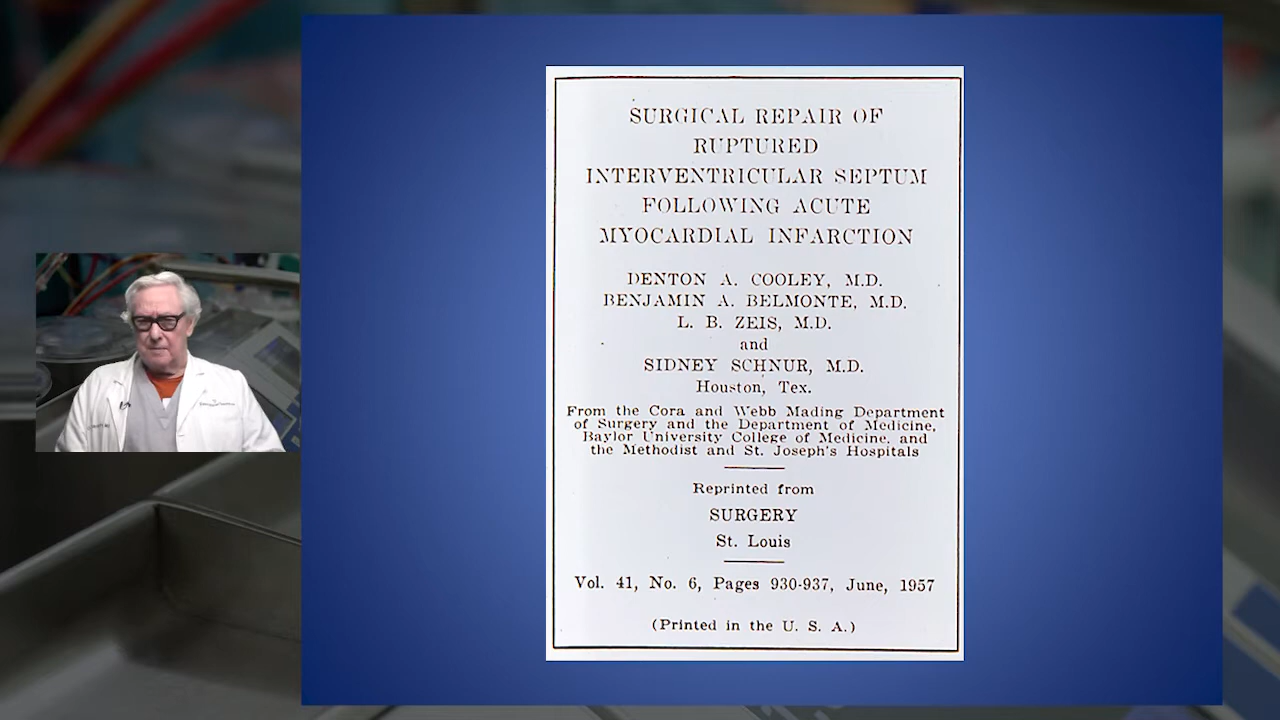 SURGICAL REPAIR OF
RUPTURED
INTERVENTRICULAR SEPTUM
FOLLOWING ACUTE
MYOCARDIAL INFARCTION
DENTON A. COOLEY, M.D.
BENJAMIN A. BELMONTE, M.D.
L. B. ZEIS, M.D.
and
SIDNEY SCHNUR, M.D.
Houston, Tex.
From the Cora and Webb Mading Department
of Surgery and the Department of Medicine,
Baylor University College of Medicine, and
the Methodist and St. Joseph's Hospitals
Reprinted from
SURGERY
St. Louis
Vol. 41, No. 6, Pages 930-937, June, 1957
(Printed in the U. S. A.)